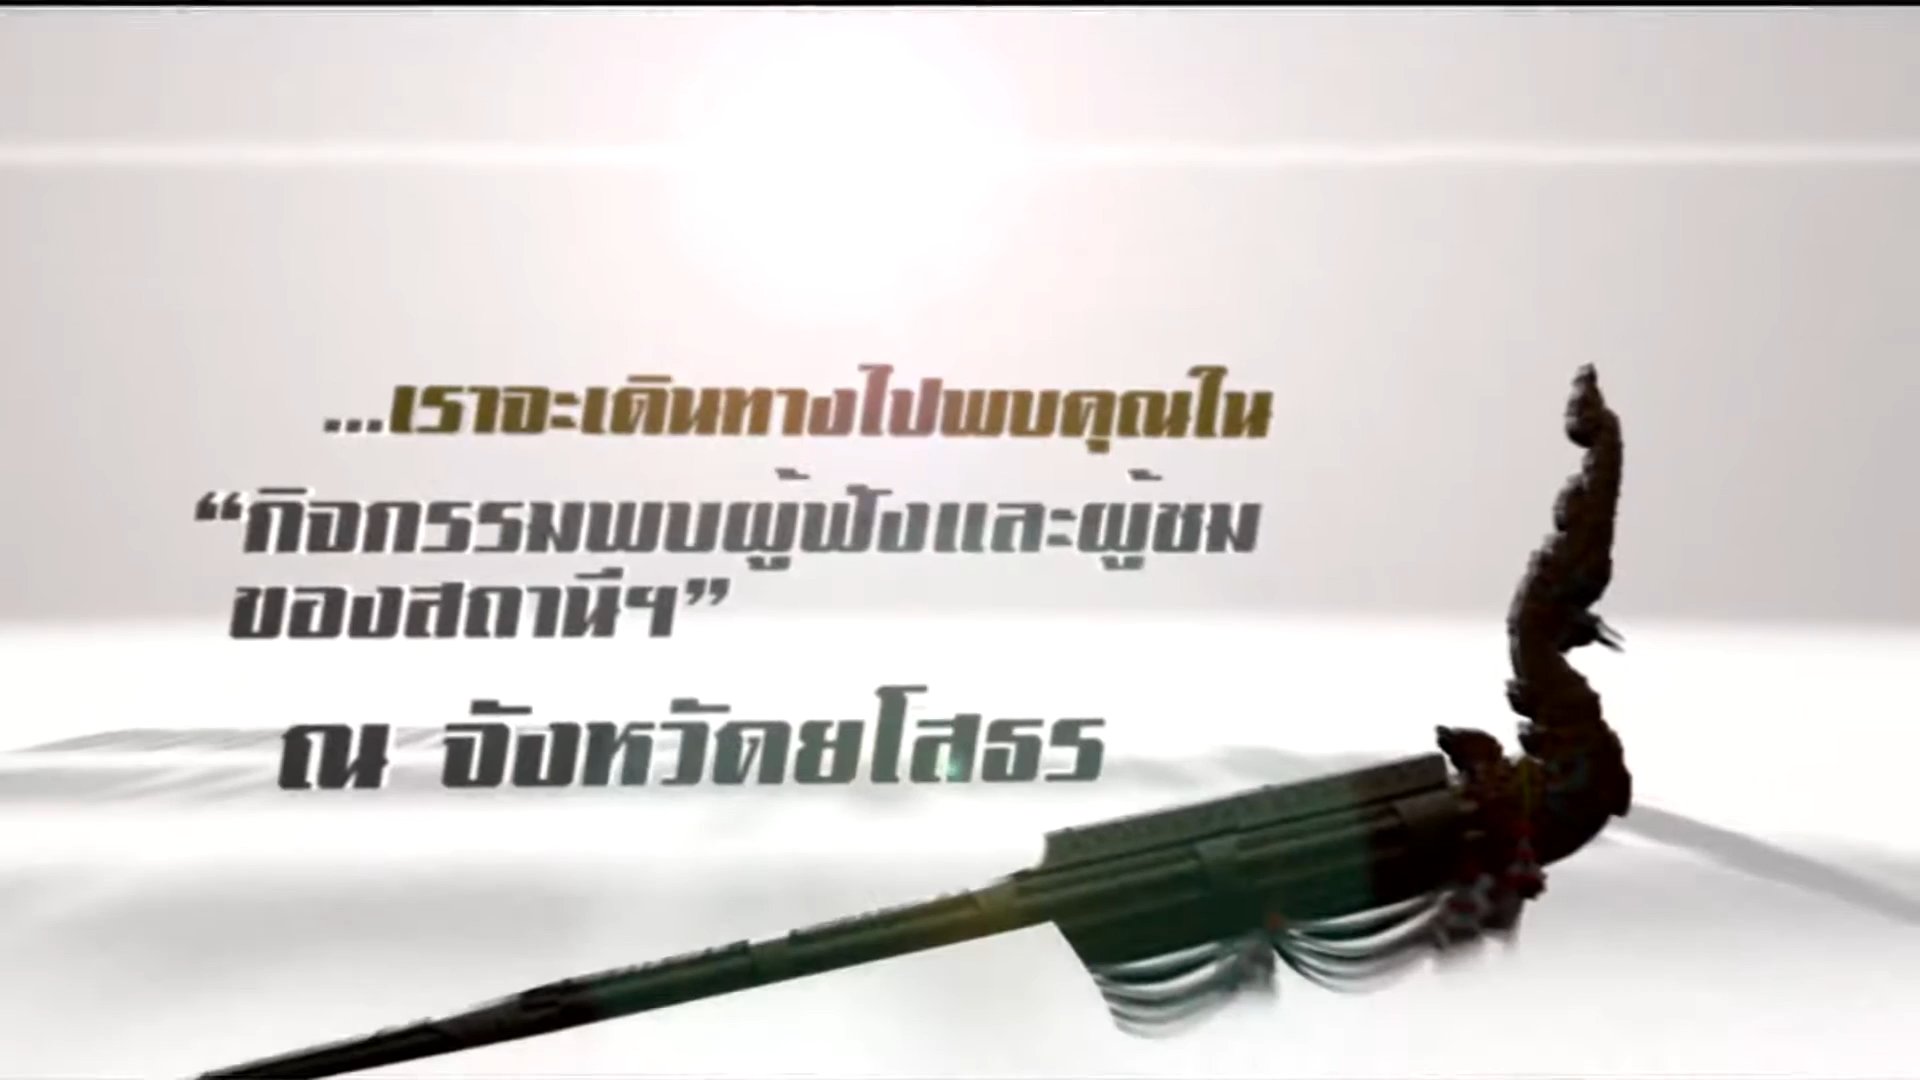 ...เราจะเดินทางไปพบคุณใน
“กิจกรรมพบผู้ฟังและผู้ชม
ของสถานีฯ”
ณ จังหวัดยโสธร